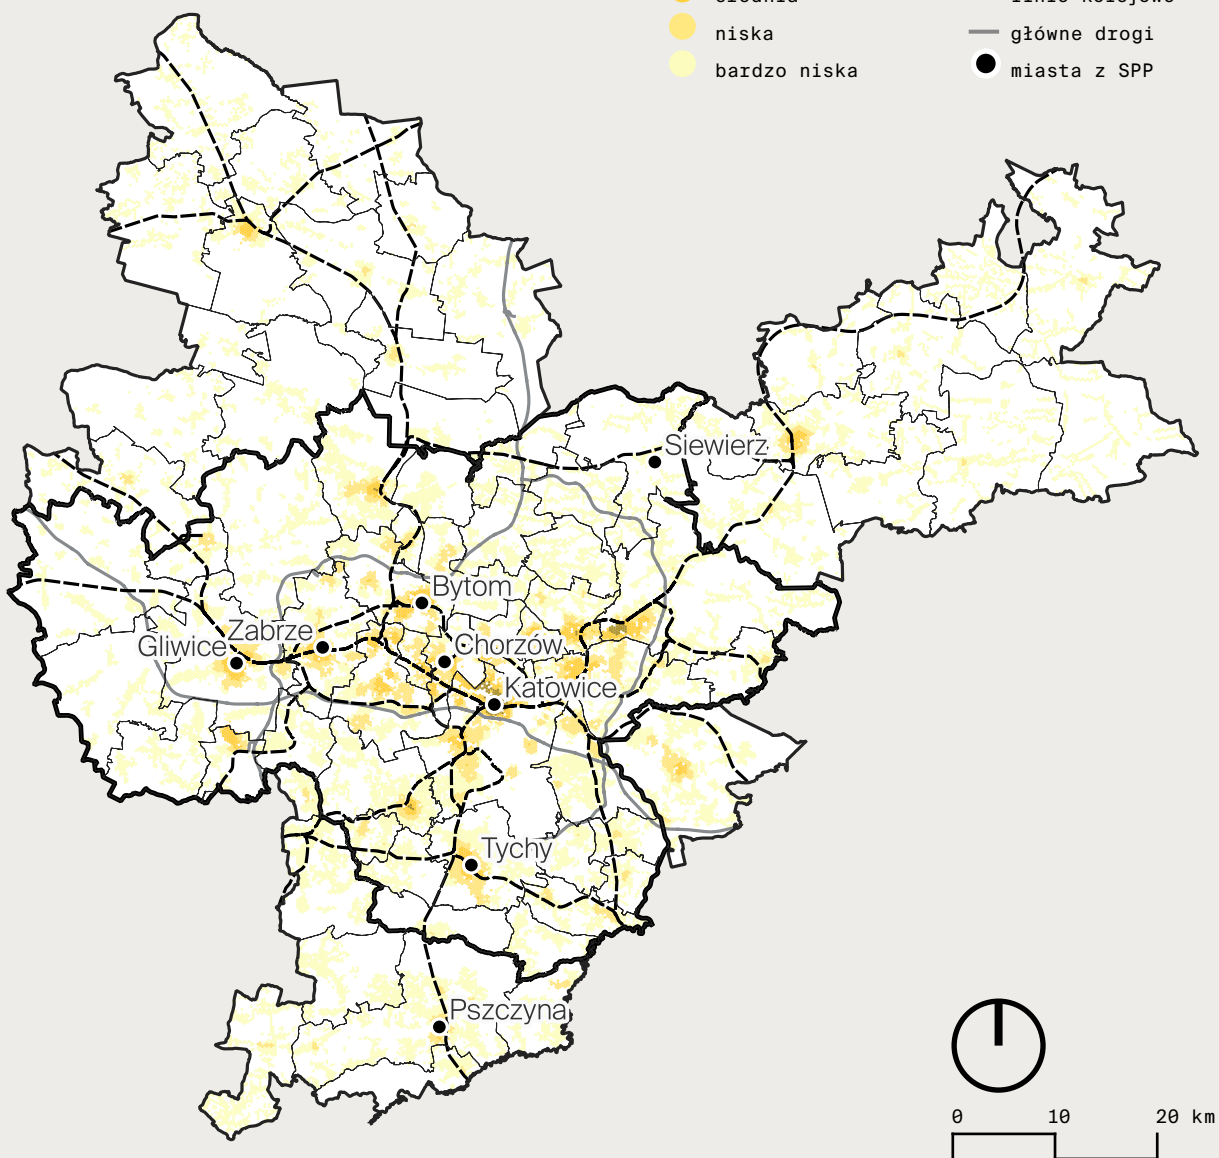 niska
główne drogi
bardzo niska
miasta z SPP
Siewierz
Bytom
Zabrze
Gliwice
Chorzów
Katowice
Tychy
Pszczyna
0 10 20 km